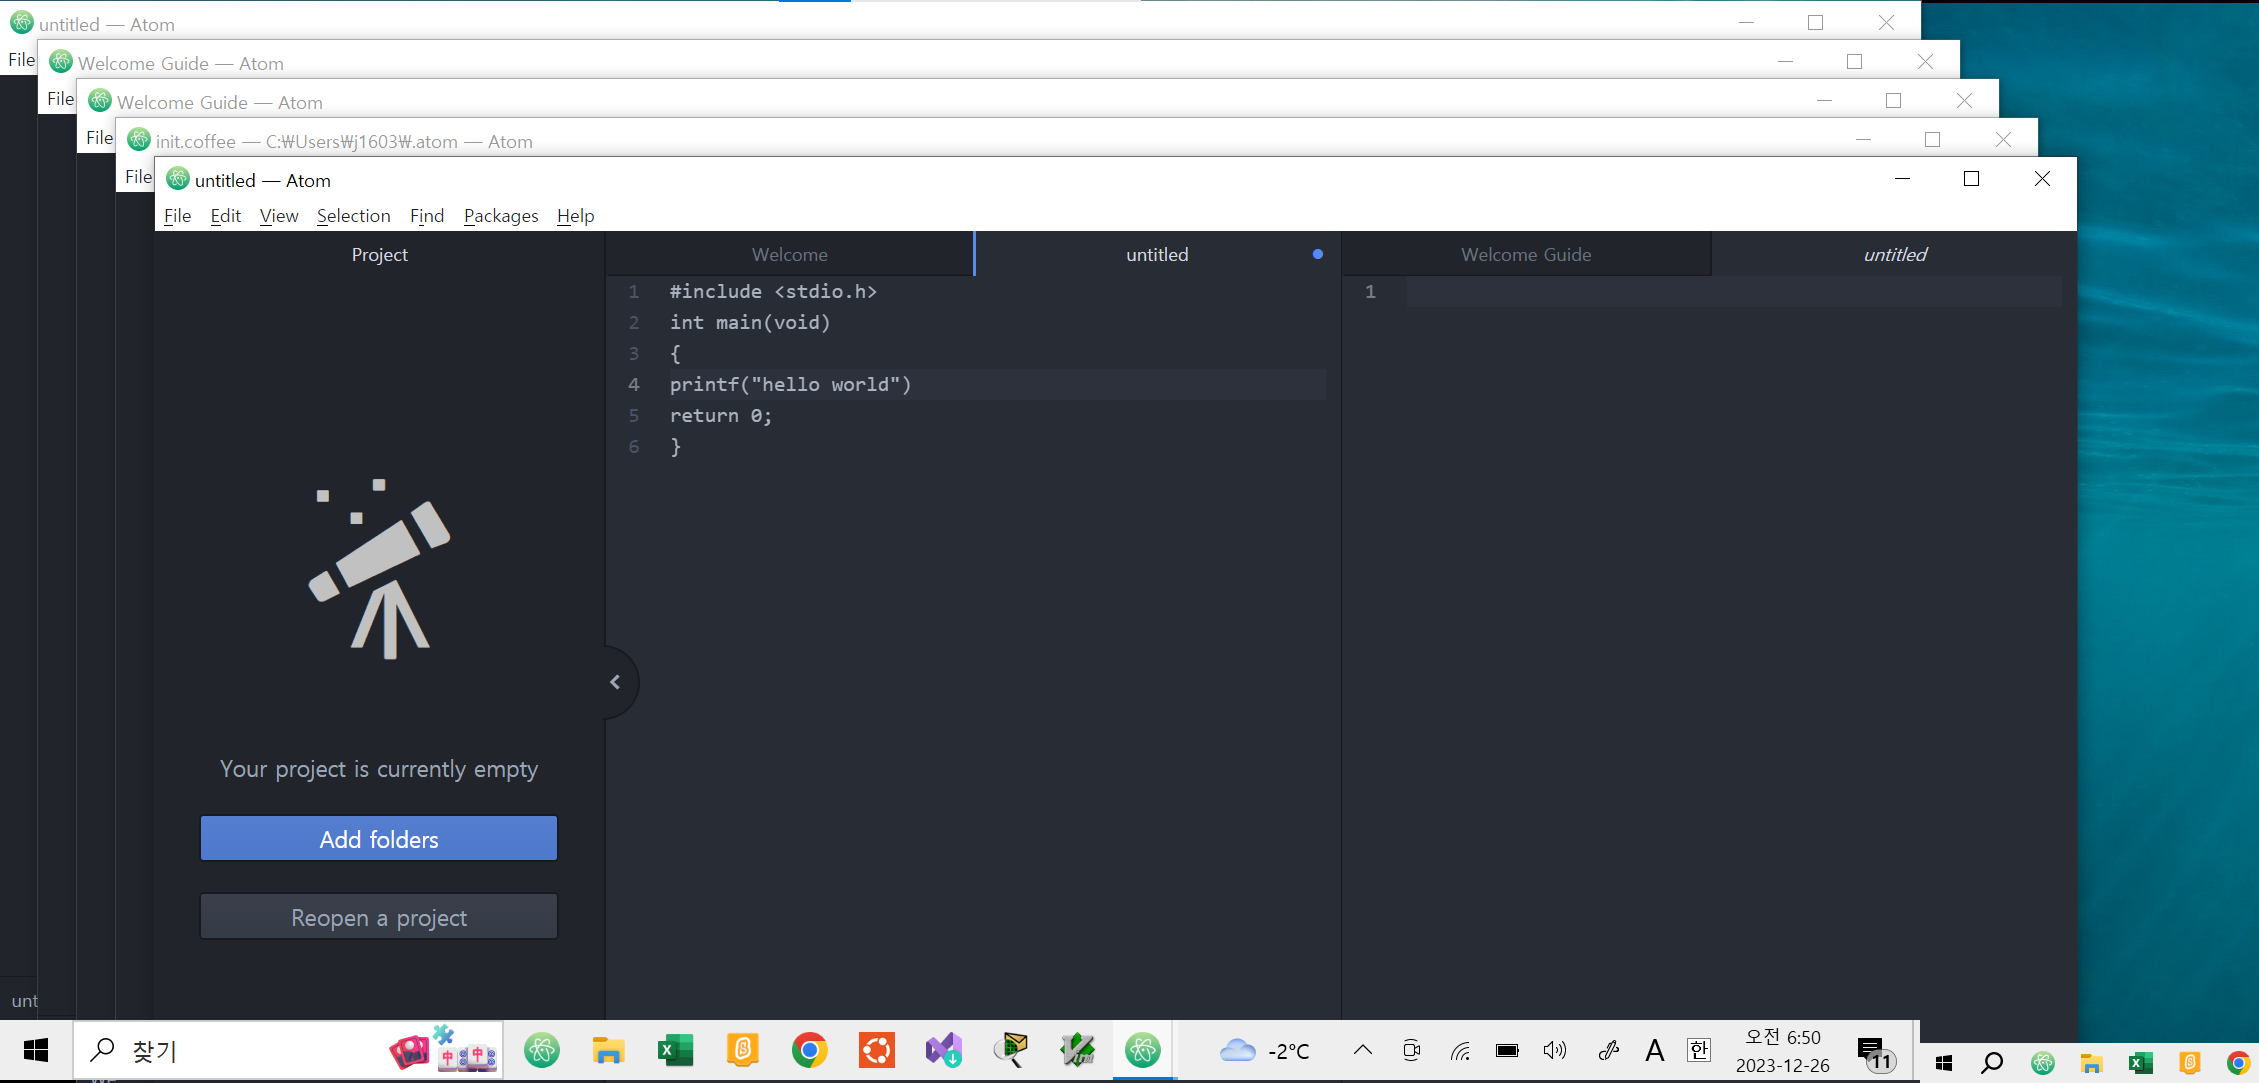 untitled — Atom
File
Welcome Guide — Atom
File
Welcome Guide — Atom
File
init.coffee — C:₩Users₩j1603₩.atom — Atom
File
untitled — Atom
File Edit View Selection Find Packages Help
Project
Welcome
untitled
Welcome Guide
untitled
1 #include <stdio.h>
2 int main(void)
3 {
4 printf("hello world")
5 return 0;
6 }
1
Your project is currently empty
Add folders
Reopen a project
unt
찾기
-2°C
A
한
오전 6:50
2023-12-26
11